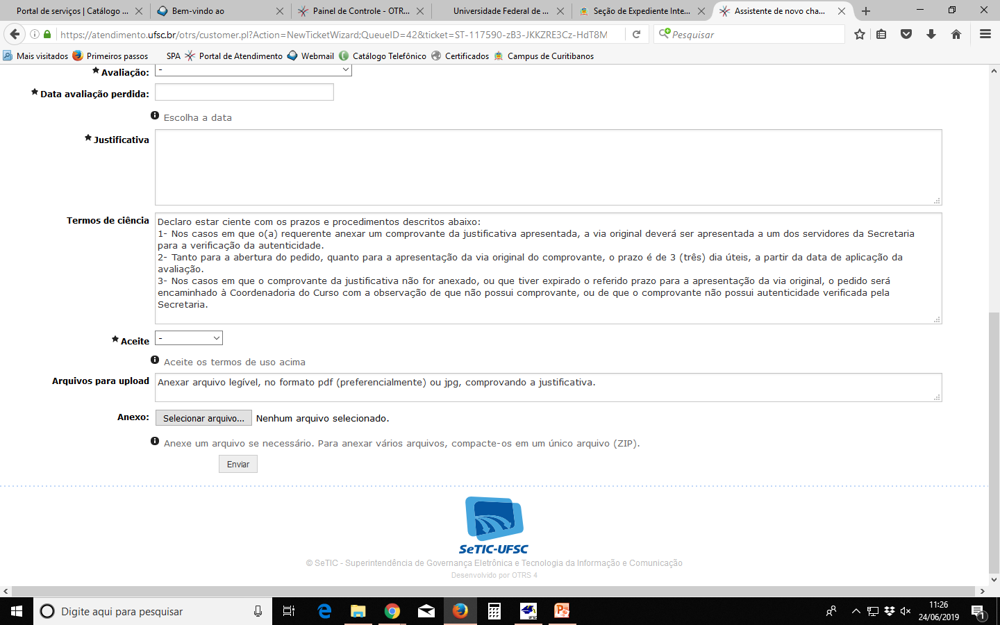 Portal de serviços | Catálogo ...
Bem-vindo ao
Painel de Controle - OTR...
Universidade Federal de ...
Seção de Expediente Inte...
Assistente de novo cha...
https://atendimento.ufsc.br/otrs/customer.pl?Action=NewTicketWizard;QueueID=42&ticket=ST-117590-zB3-JKKZRE3Cz-HdT8M
Pesquisar
Mais visitados
Primeiros passos
SPA
Portal de Atendimento
Webmail
Catálogo Telefônico
Certificados
Campus de Curitibanos
Avaliação:
-
Data avaliação perdida:
Escolha a data
Justificativa
Termos de ciência
Declaro estar ciente com os prazos e procedimentos descritos abaixo:
1- Nos casos em que o(a) requerente anexar um comprovante da justificativa apresentada, a via original deverá ser apresentada a um dos servidores da Secretaria
para a verificação da autenticidade.
2- Tanto para a abertura do pedido, quanto para a apresentação da via original do comprovante, o prazo é de 3 (três) dia úteis, a partir da data de aplicação da
avaliação.
3- Nos casos em que o comprovante da justificativa não for anexado, ou que tiver expirado o referido prazo para a apresentação da via original, o pedido será
encaminhado à Coordenadoria do Curso com a observação de que não possui comprovante, ou de que o comprovante não possui autenticidade verificada pela
Secretaria.
Aceite
-
Aceite os termos de uso acima
Arquivos para upload
Anexar arquivo legível, no formato pdf (preferencialmente) ou jpg, comprovando a justificativa.
Anexo:
Selecionar arquivo...
Nenhum arquivo selecionado.
Anexe um arquivo se necessário. Para anexar vários arquivos, compacte-os em um único arquivo (ZIP).
Enviar
SeTIC-UFSC
© SeTIC - Superintendência de Governança Eletrônica e Tecnologia da Informação e Comunicação
Desenvolvido por OTRS 4
Digite aqui para pesquisar
11:26
24/06/2019
1